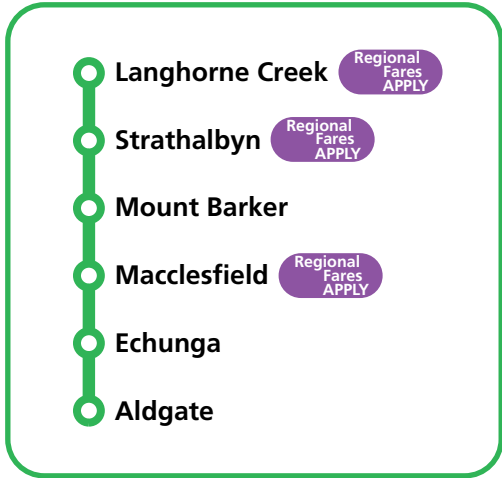 Langhorne Creek
Regional
Fares
APPLY
Strathalbyn
Regional
Fares
APPLY
Mount Barker
Macclesfield
Regional
Fares
APPLY
Echunga
Aldgate